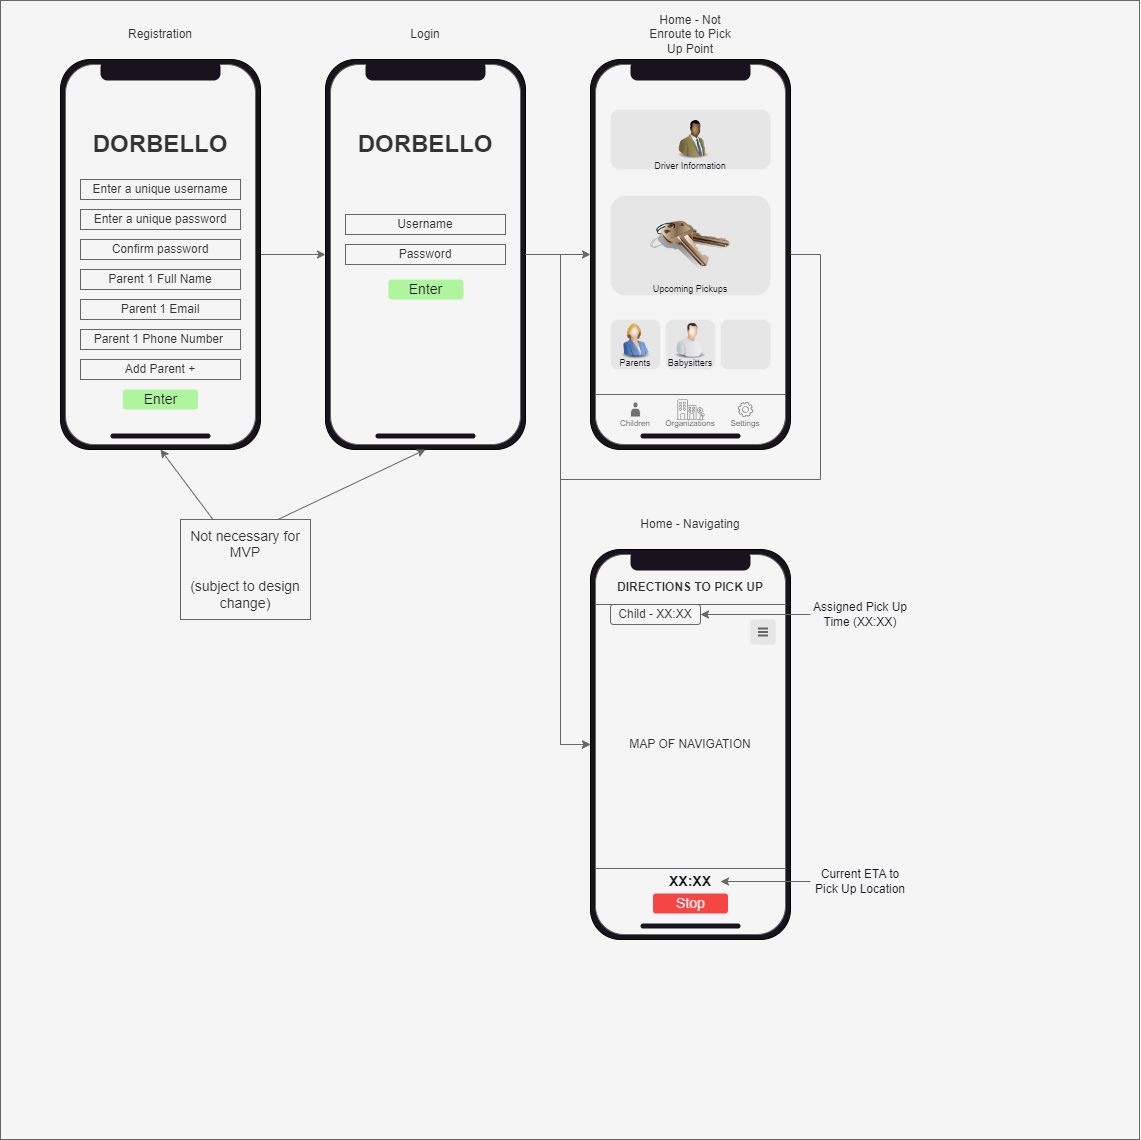 Registration
Login
Home - Not
Enroute to Pick
Up Point
DORBELLO
Enter a unique username
Enter a unique password
Confirm password
Parent 1 Full Name
Parent 1 Email
Parent 1 Phone Number
Add Parent +
Enter
DORBELLO
Username
Password
Enter
Driver Information
Upcoming Pickups
Parents
Babysitters
Children
Organizations
Settings
Not necessary for
MVP
(subject to design
change)
Home - Navigating
DIRECTIONS TO PICK UP
Child - XX:XX
Assigned Pick Up
Time (XX:XX)
MAP OF NAVIGATION
XX:XX
Stop
Current ETA to
Pick Up Location